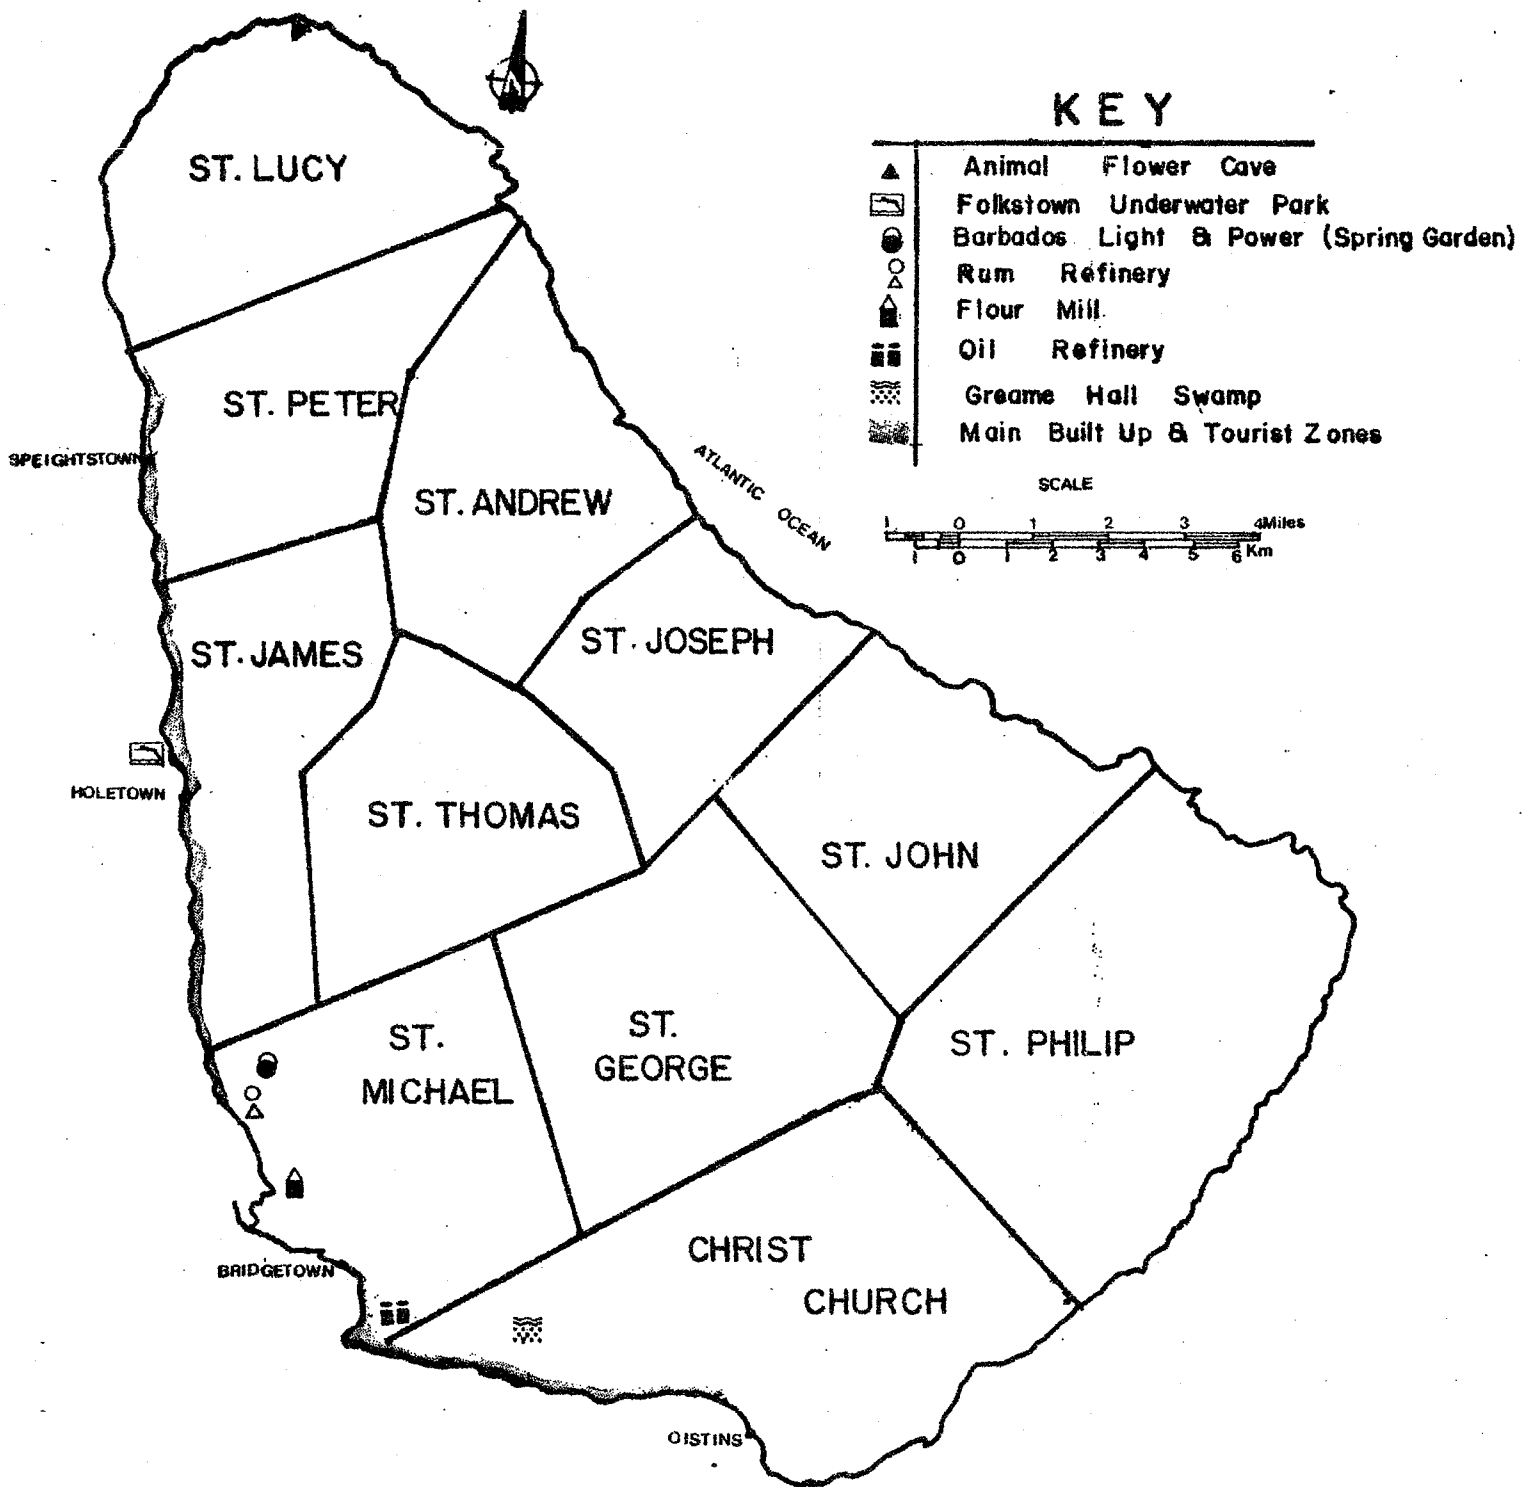 KEY
Animal Flower Cave
Folkstown Underwater Park
Barbados Light & Power (Spring Garden)
Rum Refinery
Flour Mill
Oil Refinery
Greame Hall Swamp
Main Built Up & Tourist Zones
SCALE
1 0 1 2 3 4 Miles
1 0 1 2 3 4 5 6 Km
ST. LUCY
ST. PETER
SPEIGHTSTOWN
ST. ANDREW
ATLANTIC OCEAN
ST. JAMES
ST. JOSEPH
HOLETOWN
ST. THOMAS
ST. JOHN
ST.
MICHAEL
ST.
GEORGE
ST. PHILIP
BRIDGETOWN
CHRIST
CHURCH
OISTINS